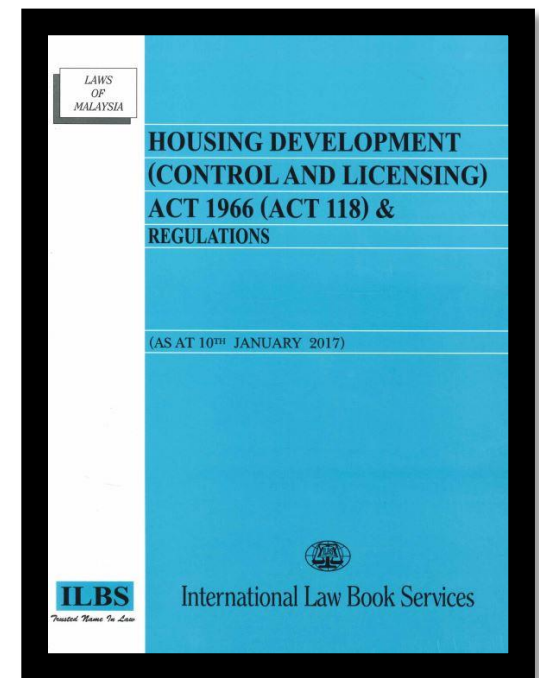 LAWS
OF
MALAYSIA
HOUSING DEVELOPMENT
(CONTROL AND LICENSING)
ACT 1966 (ACT 118) &
REGULATIONS
(AS AT 10TH JANUARY 2017)
ILBS
Trusted Name In Law
International Law Book Services